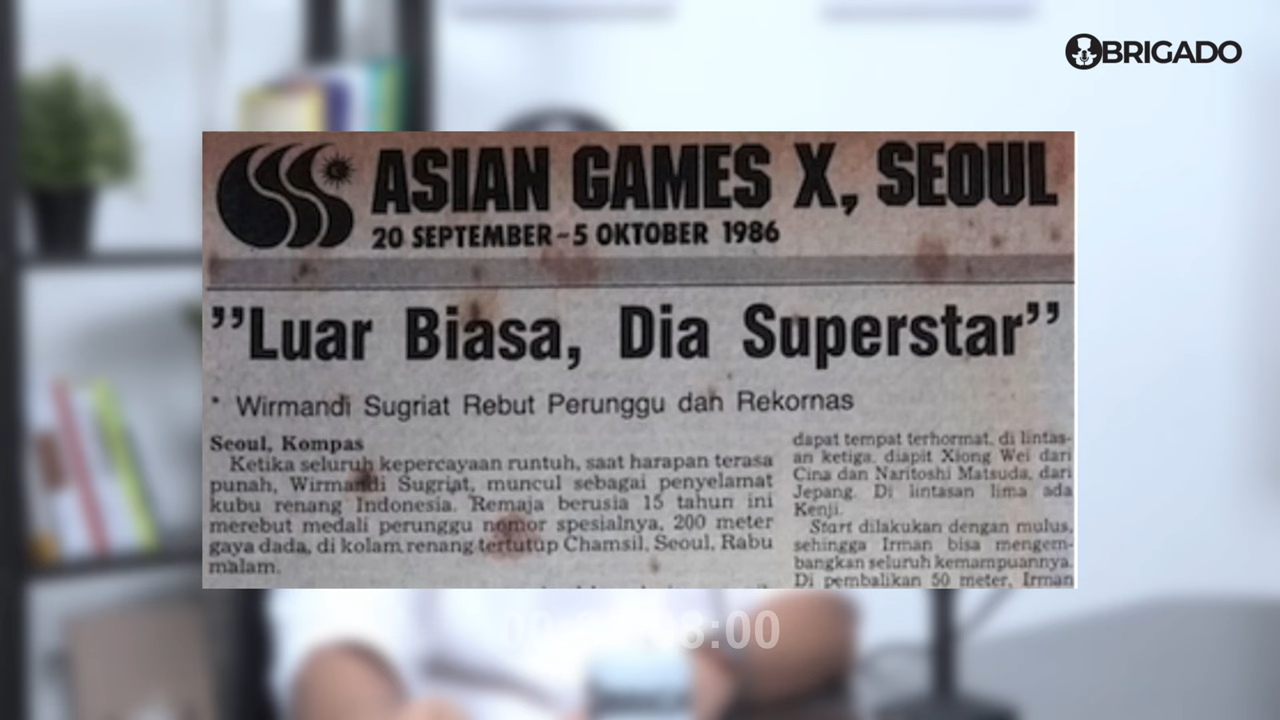 OBRIGADO
ASIAN GAMES X, SEOUL
20 SEPTEMBER - 5 OKTOBER 1986
”Luar Biasa, Dia Superstar”
* Wirmandi Sugriat Rebut Perunggu dan Rekornas
Seoul, Kompas
Ketika seluruh kepercayaan runtuh, saat harapan terasa
punah, Wirmandi Sugriat, muncul sebagai penyelamat
kubu renang Indonesia. Remaja berusia 15 tahun ini
merebut medali perunggu nomor spesialnya, 200 meter
gaya dada, di kolam renang tertutup Chamsil, Seoul, Rabu
malam.
dapat tempat terhormat, di lintas-
an ketiga, diapit Xiong Wei dari
Cina dan Naritoshi Matsuda, dari
Jepang. Di lintasan lima ada
Kenji.
Start dilakukan dengan mulus,
sehingga Irman bisa mengem-
bangkan seluruh kemampuannya.
Di pembalikan 50 meter, Irman
8:00